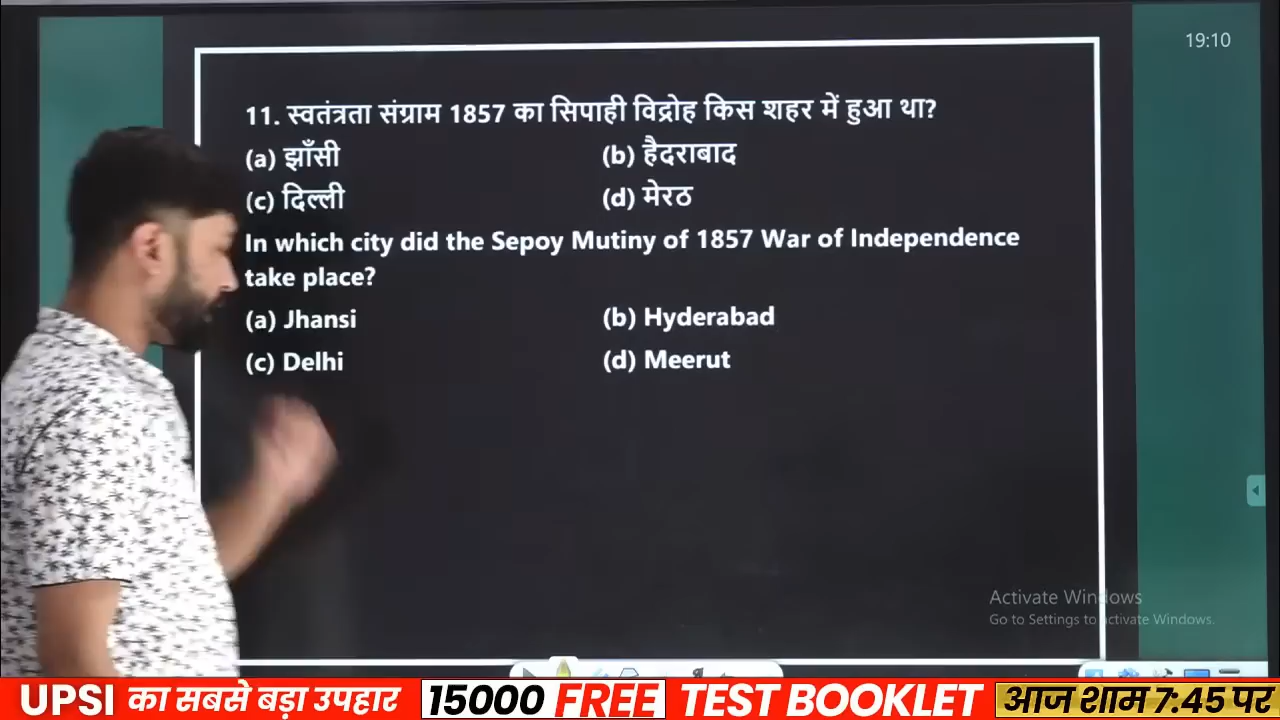 19:10
11. स्वतंत्रता संग्राम 1857 का सिपाही विद्रोह किस शहर में हुआ था?
(a) झाँसी (b) हैदराबाद
(c) दिल्ली (d) मेरठ
In which city did the Sepoy Mutiny of 1857 War of Independence
take place?
(a) Jhansi (b) Hyderabad
(c) Delhi (d) Meerut
Activate Windows
Go to Settings to activate Windows.
UPSI का सबसे बड़ा उपहार 15000 FREE TEST BOOKLET आज शाम 7:45 पर